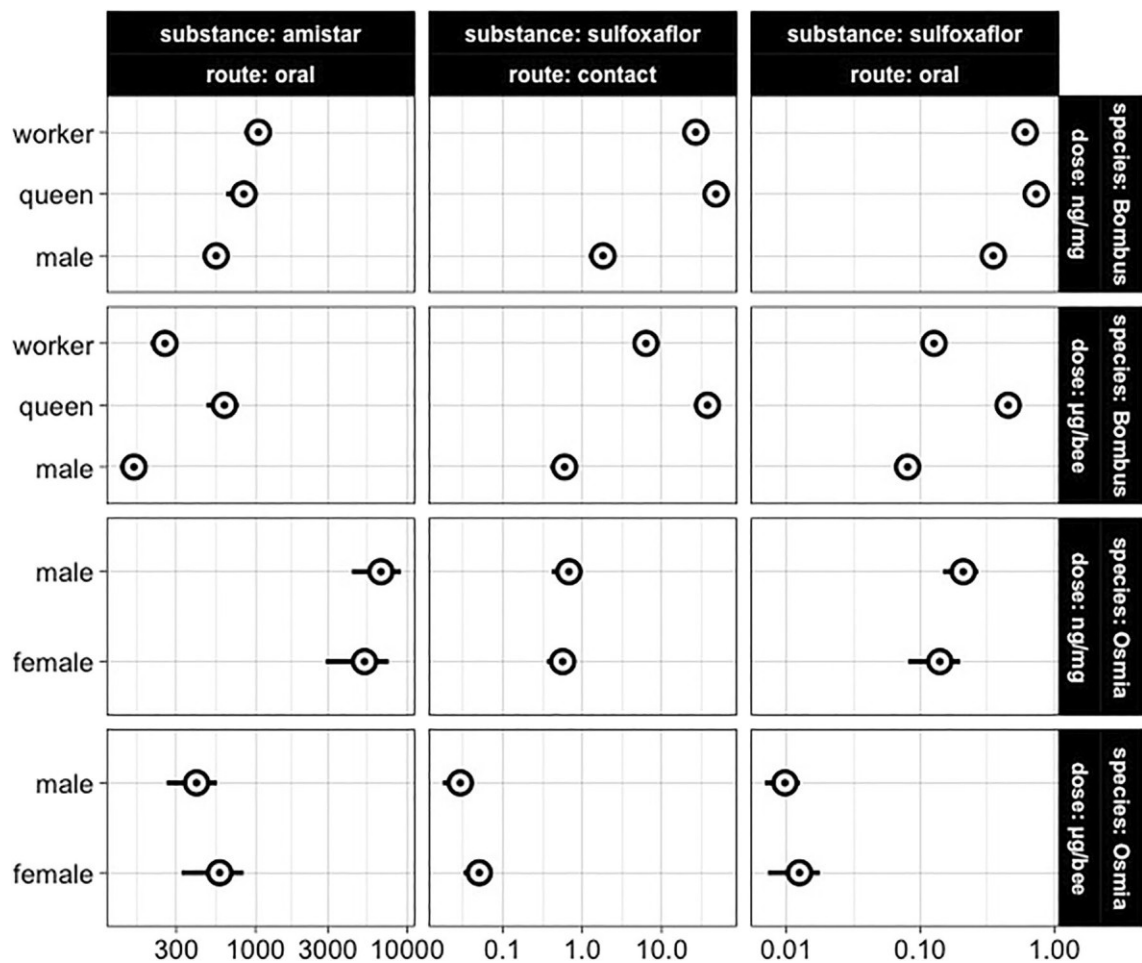 substance: amistar
substance: sulfoxaflor
substance: sulfoxaflor
route: oral
route: contact
route: oral
worker
queen
male
species: Bombus
dose: ng/mg
worker
queen
male
species: Bombus
dose: µg/bee
male
female
species: Osmia
dose: ng/mg
male
female
species: Osmia
dose: µg/bee
300 1000 3000 1000
00 0.1 1.0 10.0
0.01 0.10 1.00